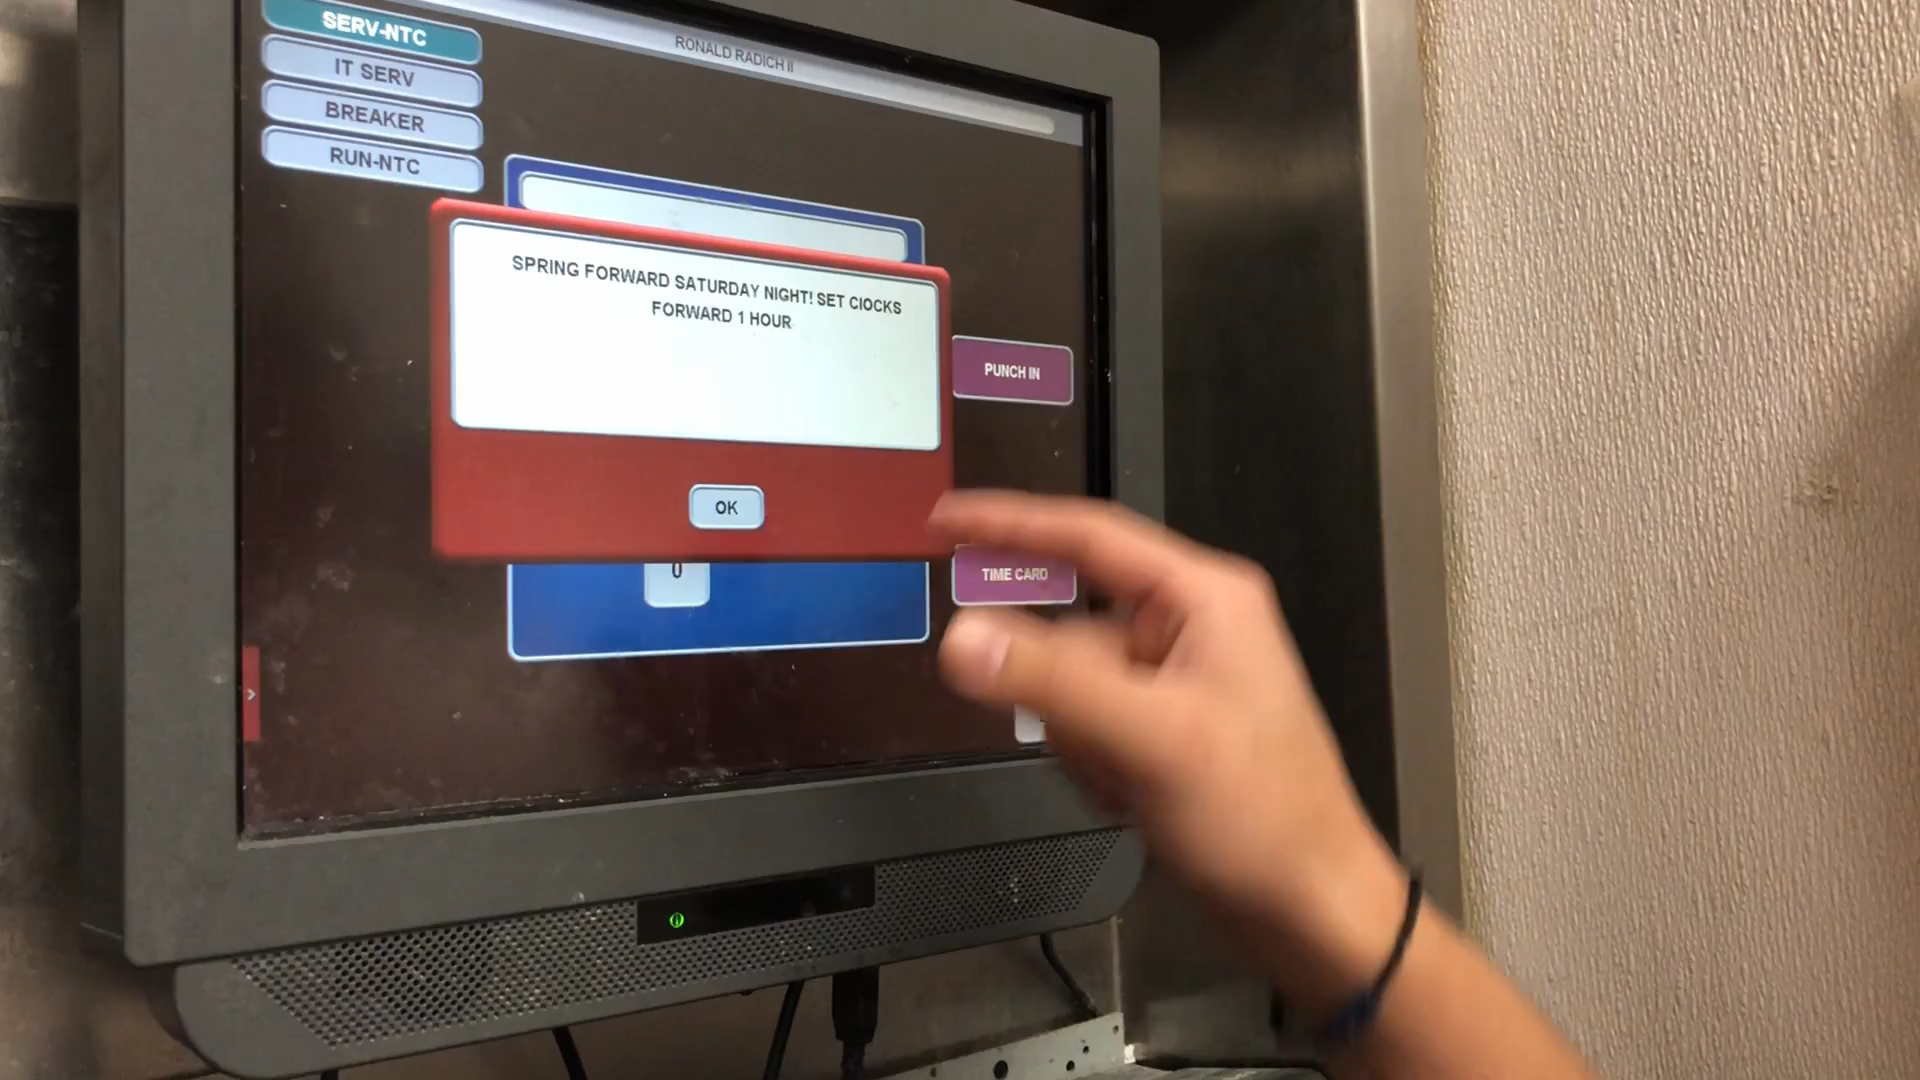 SERV-NTC
IT SERV
BREAKER
RUN-NTC
RONALD RADICH II
SPRING FORWARD SATURDAY NIGHT! SET ClOCKS
FORWARD 1 HOUR
OK
0
PUNCH IN
TIME CARD